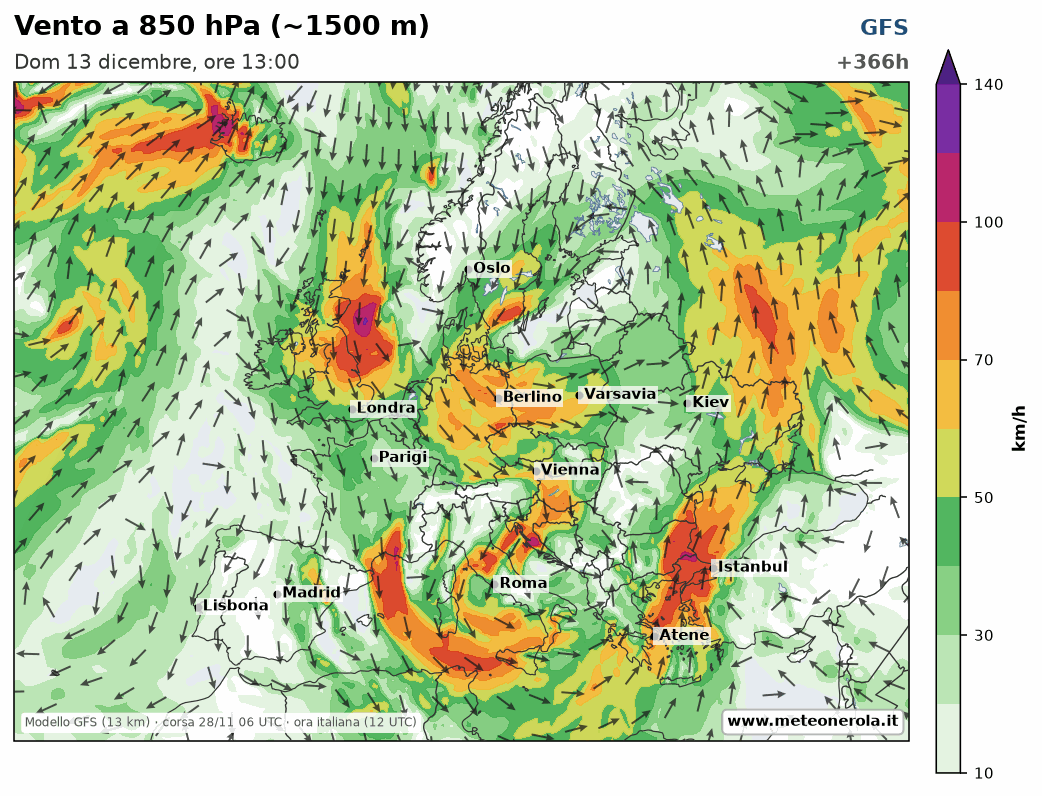 Vento a 850 hPa (~1500 m)
GFS
Dom 13 dicembre, ore 13:00
+366h
140
100
70
50
30
10
km/h
Oslo
Londra
Berlino
Varsavia
Kiev
Parigi
Vienna
Lisbona
Madrid
Roma
Istanbul
Atene
Modello GFS (13 km) · corsa 28/11 06 UTC · ora italiana (12 UTC)
www.meteonerola.it